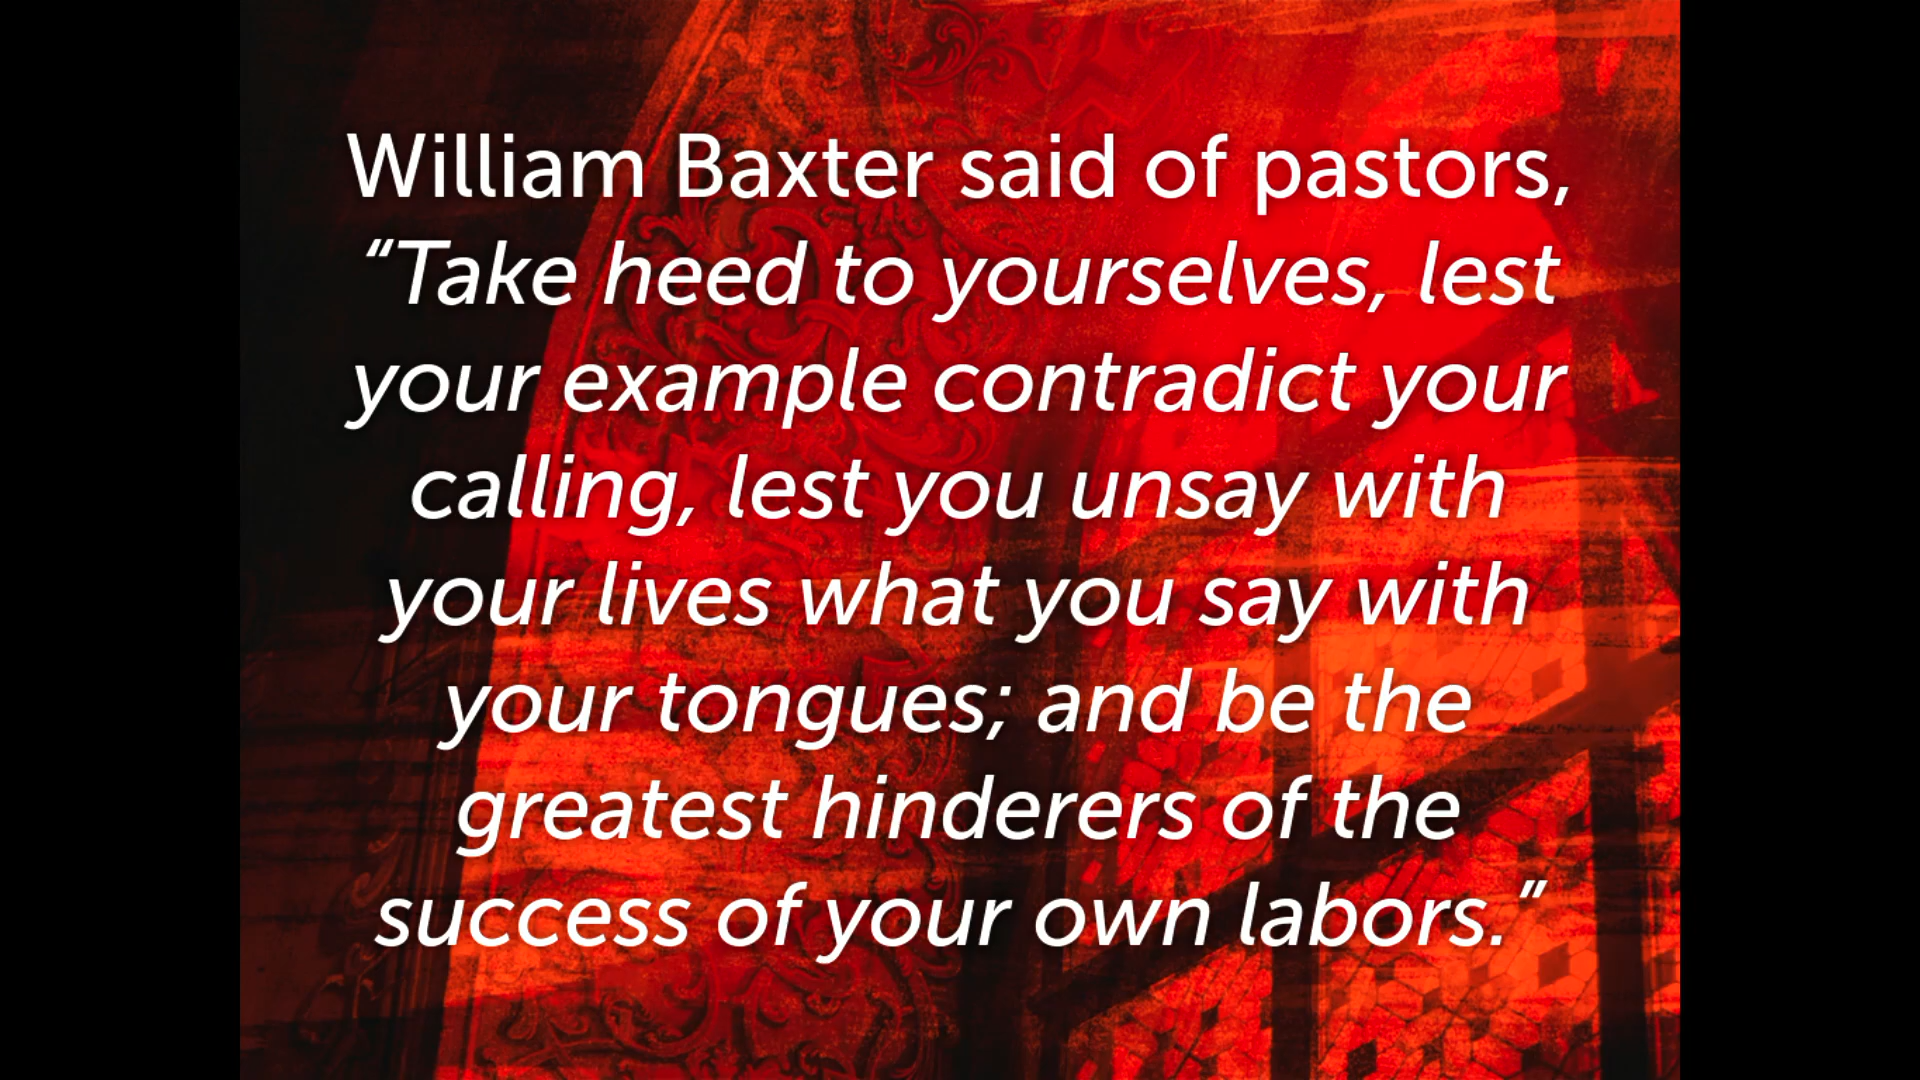 William Baxter said of pastors,
“Take heed to yourselves, lest
your example contradict your
calling, lest you unsay with
your lives what you say with
your tongues; and be the
greatest hinderers of the
success of your own labors.”